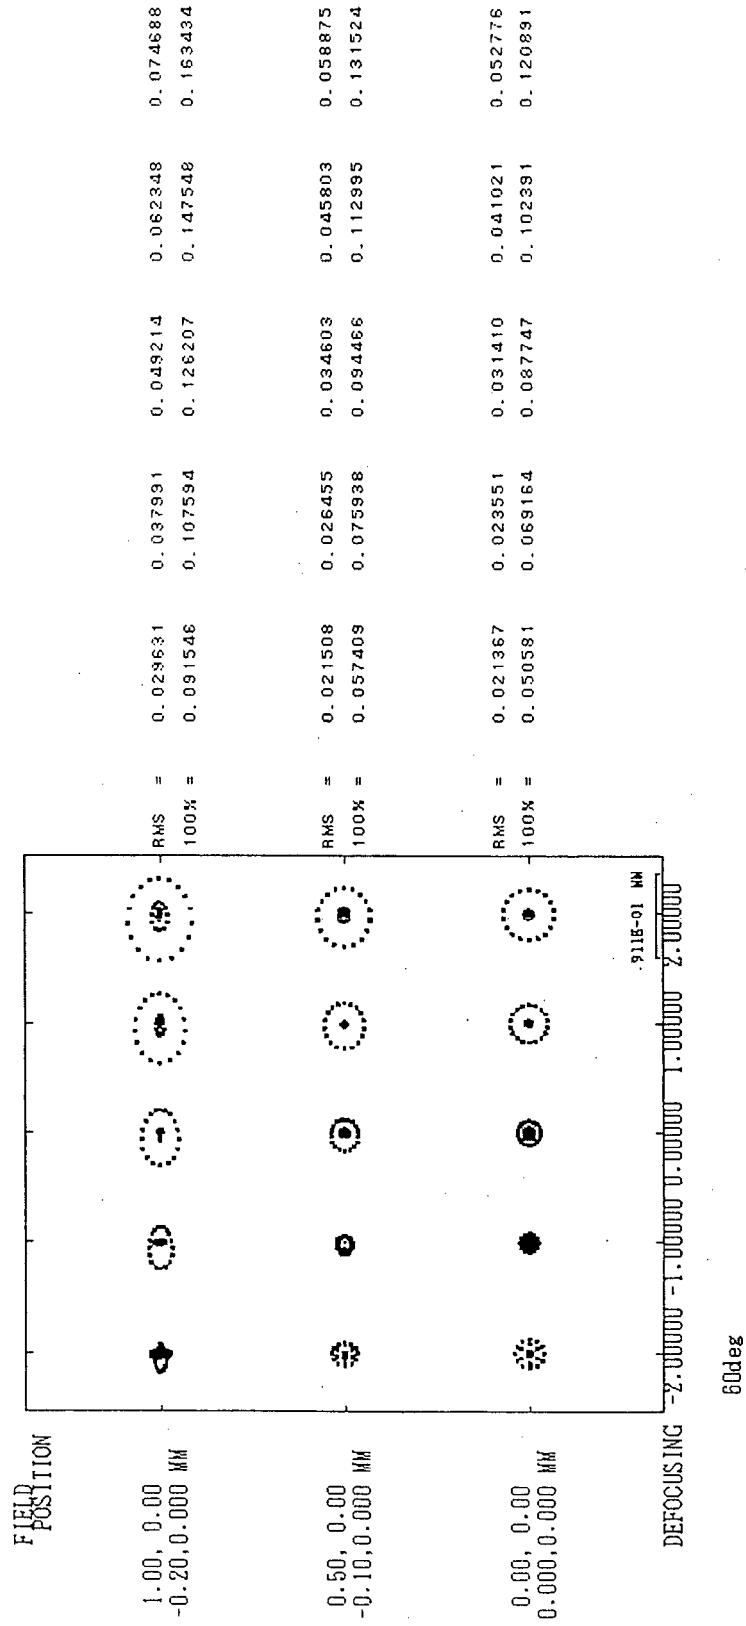 FIELD
POSITION
1.00, 0.00
-0.20,0.000 MM
RMS = 0.029631 0.037991 0.049214 0.062348 0.074688
100% = 0.091546 0.107594 0.126207 0.147548 0.163434
0.50, 0.00
-0.10,0.000 MM
RMS = 0.021508 0.026455 0.034603 0.045803 0.058875
100% = 0.057409 0.075938 0.094466 0.112995 0.131524
0.00, 0.00
0.000,0.000 MM
RMS = 0.021367 0.023551 0.031410 0.041021 0.052776
100% = 0.050581 0.069164 0.087747 0.102391 0.120891
.911E-01 MM
DEFOCUSING -2.00000 -1.00000 0.00000 1.00000 2.00000
60deg